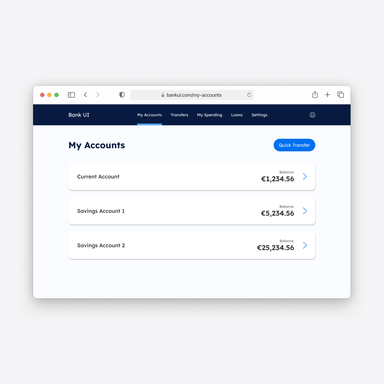 bankui.com/my-accounts
Bank UI
My Accounts
Transfers
My Spending
Loans
Settings
My Accounts
Quick Transfer
Current Account
Balance
€1,234.56
Savings Account 1
Balance
€5,234.56
Savings Account 2
Balance
€25,234.56